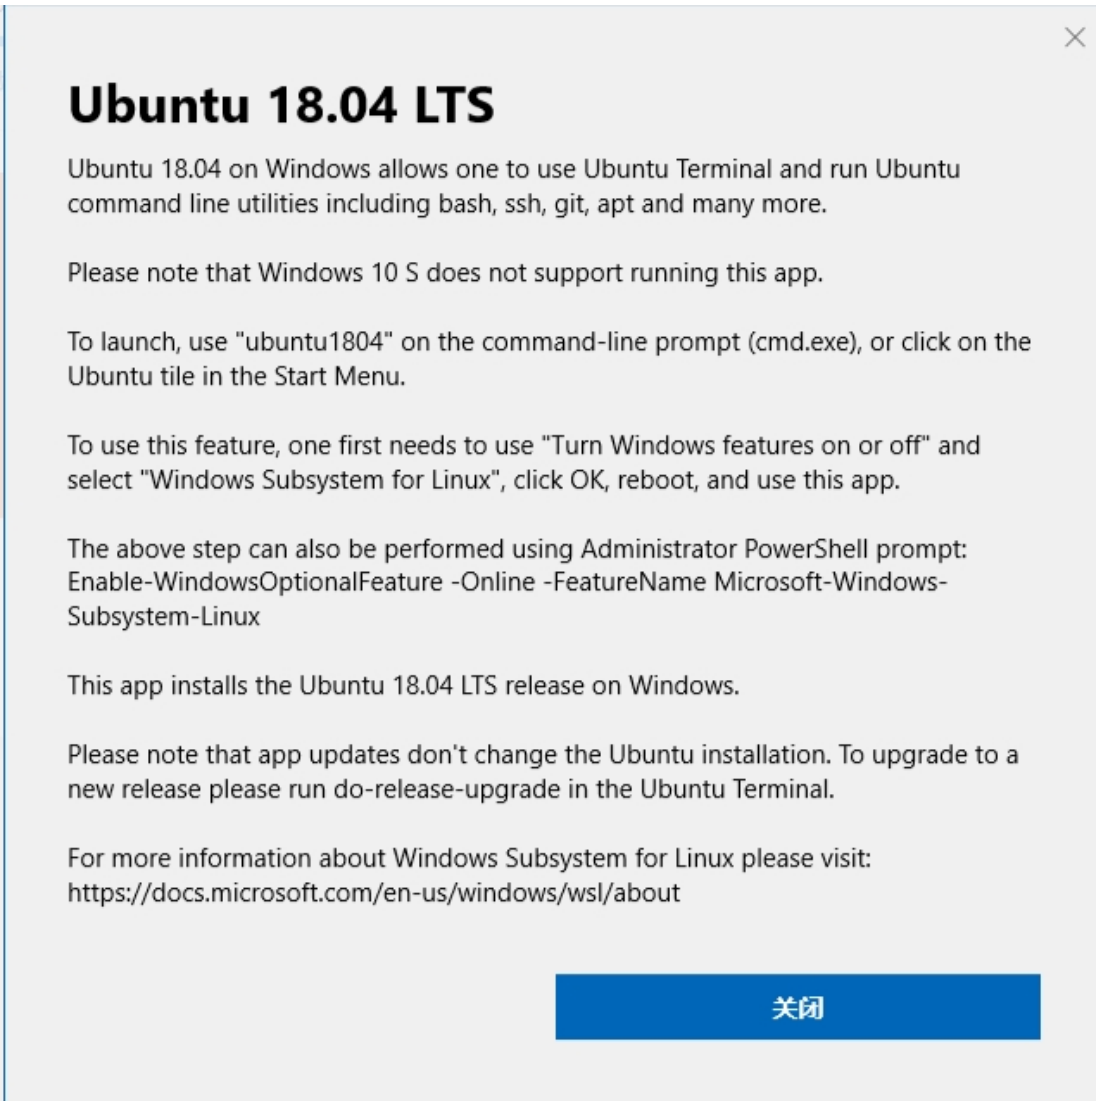 Ubuntu 18.04 LTS
Ubuntu 18.04 on Windows allows one to use Ubuntu Terminal and run Ubuntu
command line utilities including bash, ssh, git, apt and many more.
Please note that Windows 10 S does not support running this app.
To launch, use "ubuntu1804" on the command-line prompt (cmd.exe), or click on the
Ubuntu tile in the Start Menu.
To use this feature, one first needs to use "Turn Windows features on or off" and
select "Windows Subsystem for Linux", click OK, reboot, and use this app.
The above step can also be performed using Administrator PowerShell prompt:
Enable-WindowsOptionalFeature -Online -FeatureName Microsoft-Windows-
Subsystem-Linux
This app installs the Ubuntu 18.04 LTS release on Windows.
Please note that app updates don't change the Ubuntu installation. To upgrade to a
new release please run do-release-upgrade in the Ubuntu Terminal.
For more information about Windows Subsystem for Linux please visit:
https://docs.microsoft.com/en-us/windows/wsl/about
关闭